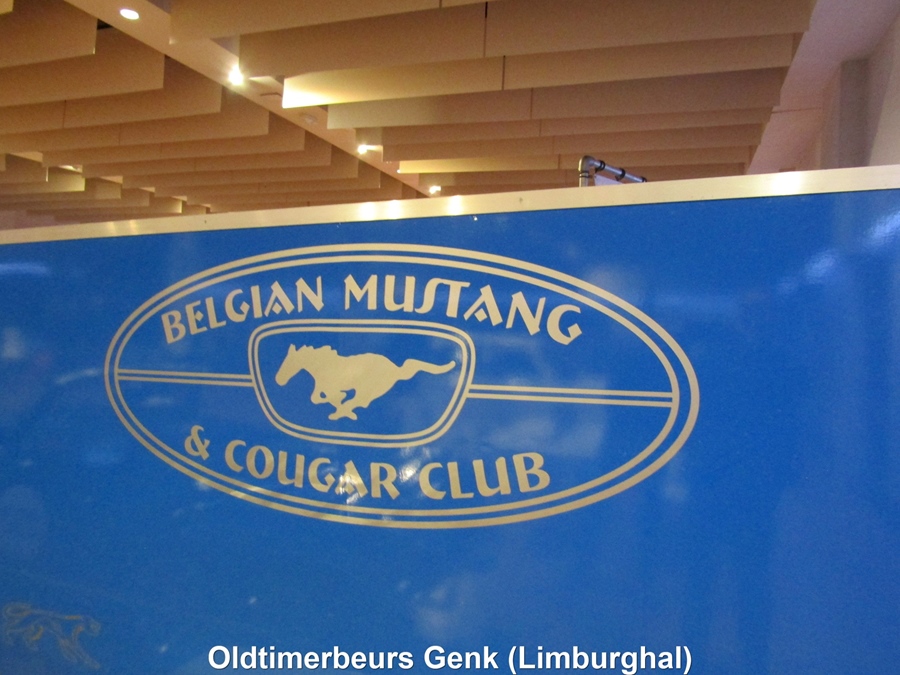 BELGIAN MUSTANG
& COUGAR CLUB
Oldtimerbeurs Genk (Limburghal)